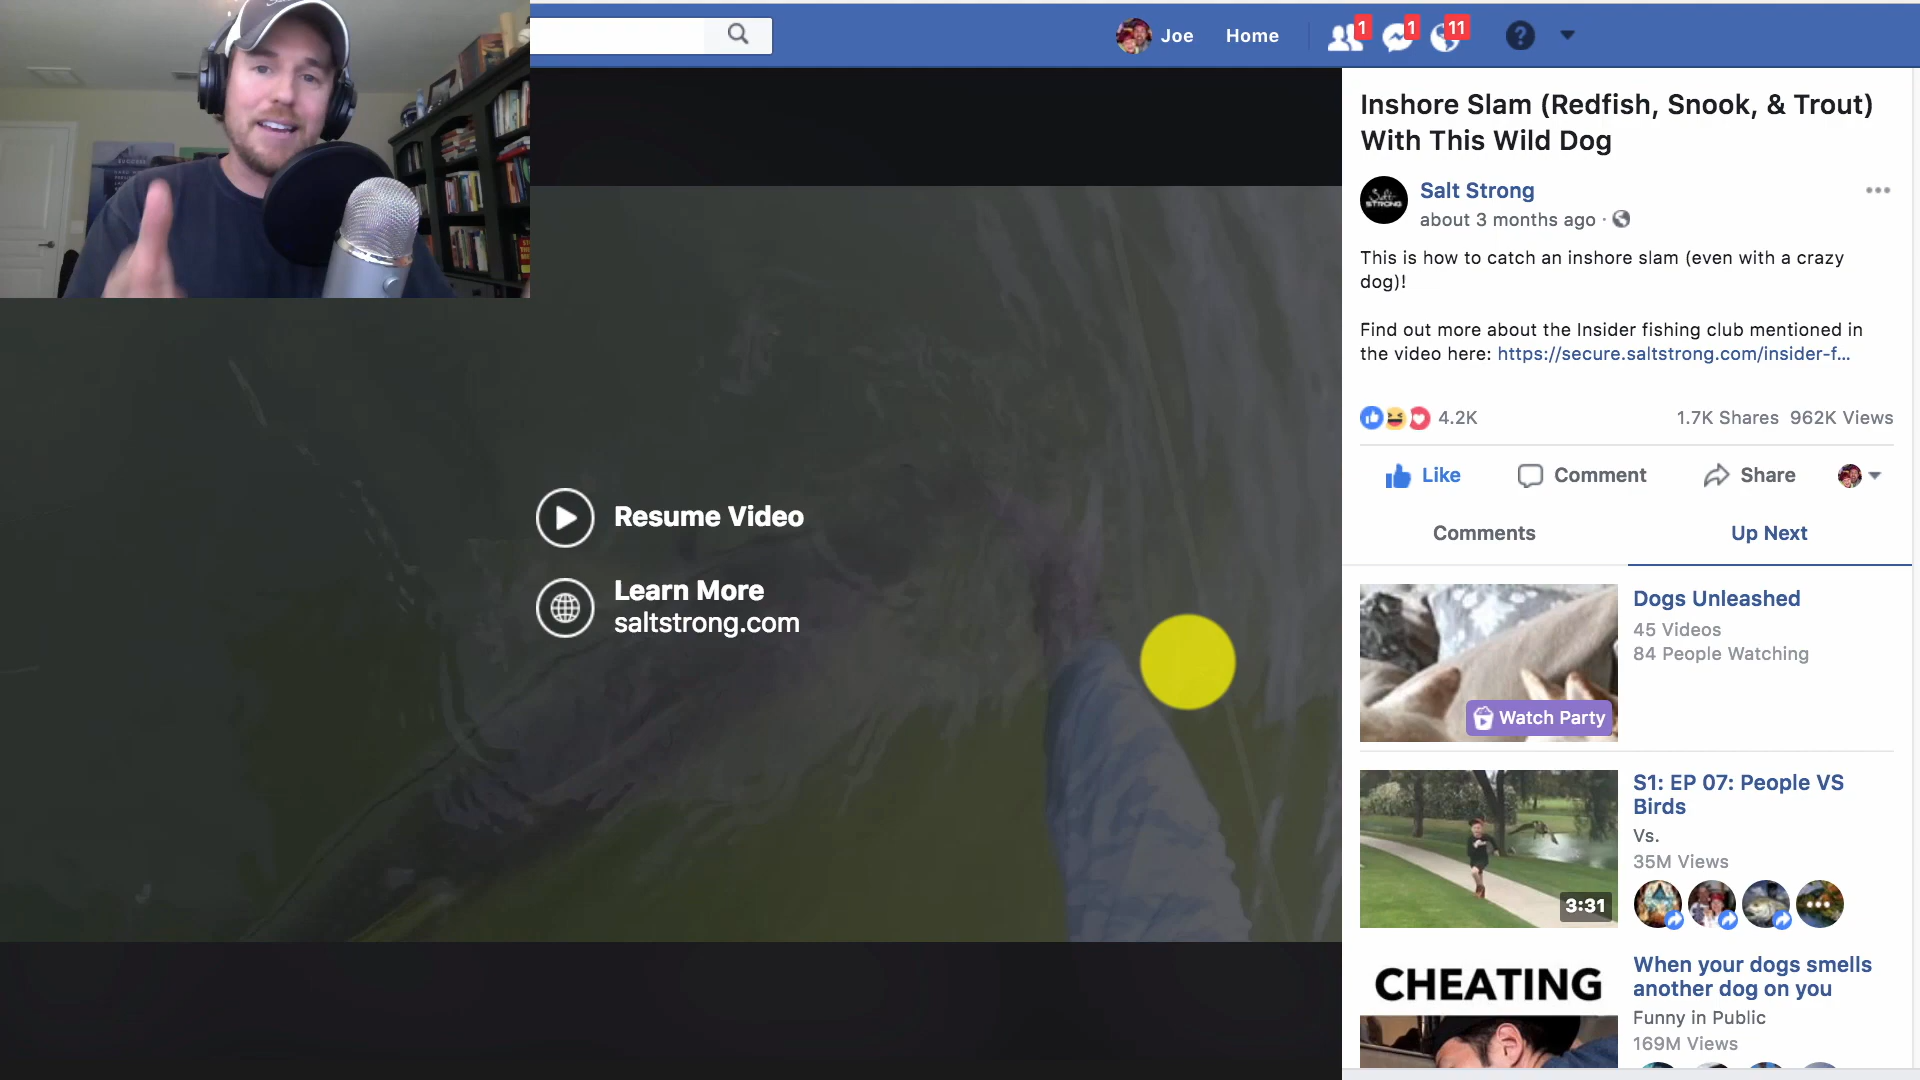 Joe
Home
1
1
11
?
Inshore Slam (Redfish, Snook, & Trout)
With This Wild Dog
Salt
STRONG
Salt Strong
about 3 months ago ·
This is how to catch an inshore slam (even with a crazy
dog)!
Find out more about the Insider fishing club mentioned in
the video here: https://secure.saltstrong.com/insider-f...
4.2K
1.7K Shares 962K Views
Like
Comment
Share
Comments
Up Next
Resume Video
Learn More
saltstrong.com
Dogs Unleashed
45 Videos
84 People Watching
Watch Party
S1: EP 07: People VS
Birds
Vs.
35M Views
3:31
CHEATING
When your dogs smells
another dog on you
Funny in Public
169M Views
SUCCESS